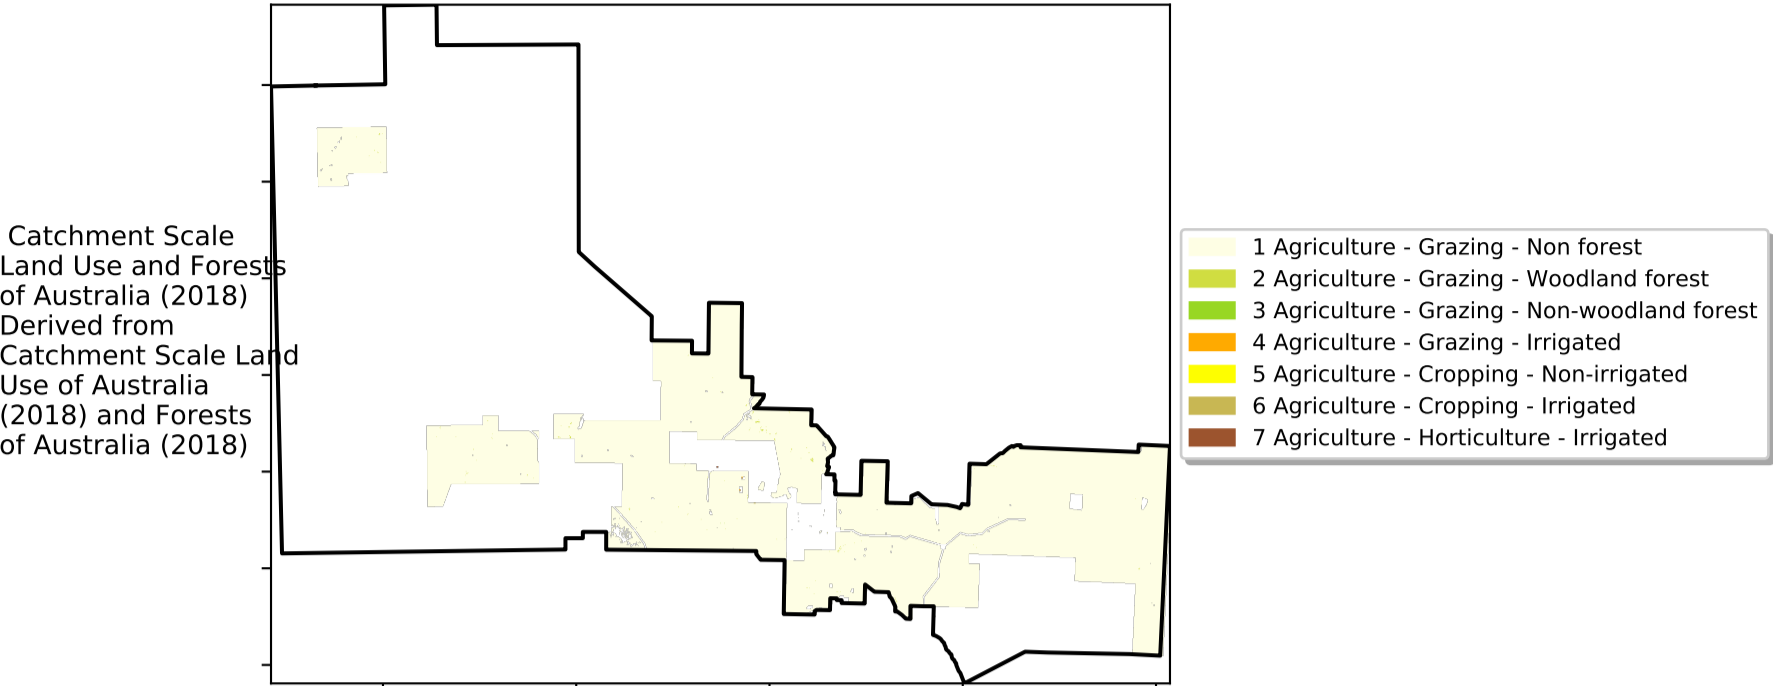 Catchment Scale
Land Use and Forests
of Australia (2018)
Derived from
Catchment Scale Land
Use of Australia
(2018) and Forests
of Australia (2018)
1 Agriculture - Grazing - Non forest
2 Agriculture - Grazing - Woodland forest
3 Agriculture - Grazing - Non-woodland forest
4 Agriculture - Grazing - Irrigated
5 Agriculture - Cropping - Non-irrigated
6 Agriculture - Cropping - Irrigated
7 Agriculture - Horticulture - Irrigated